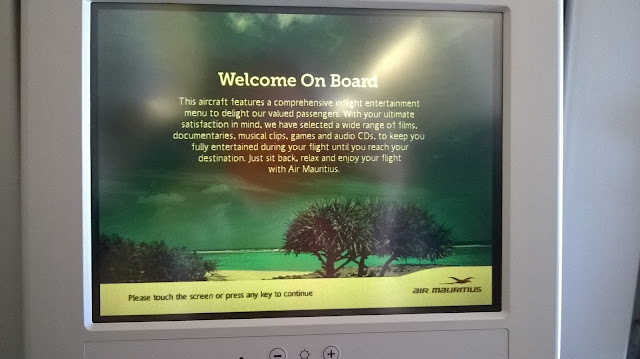 Welcome On Board
This aircraft features a comprehensive inflight entertainment
menu to delight our valued passengers. With your ultimate
satisfaction in mind, we have selected a wide range of films,
documentaries, musical clips, games and audio CDs, to keep you
fully entertained during your flight until you reach your
destination. Just sit back, relax and enjoy your flight
with Air Mauritius.
Please touch the screen or press any key to continue
AIR MAURITIUS